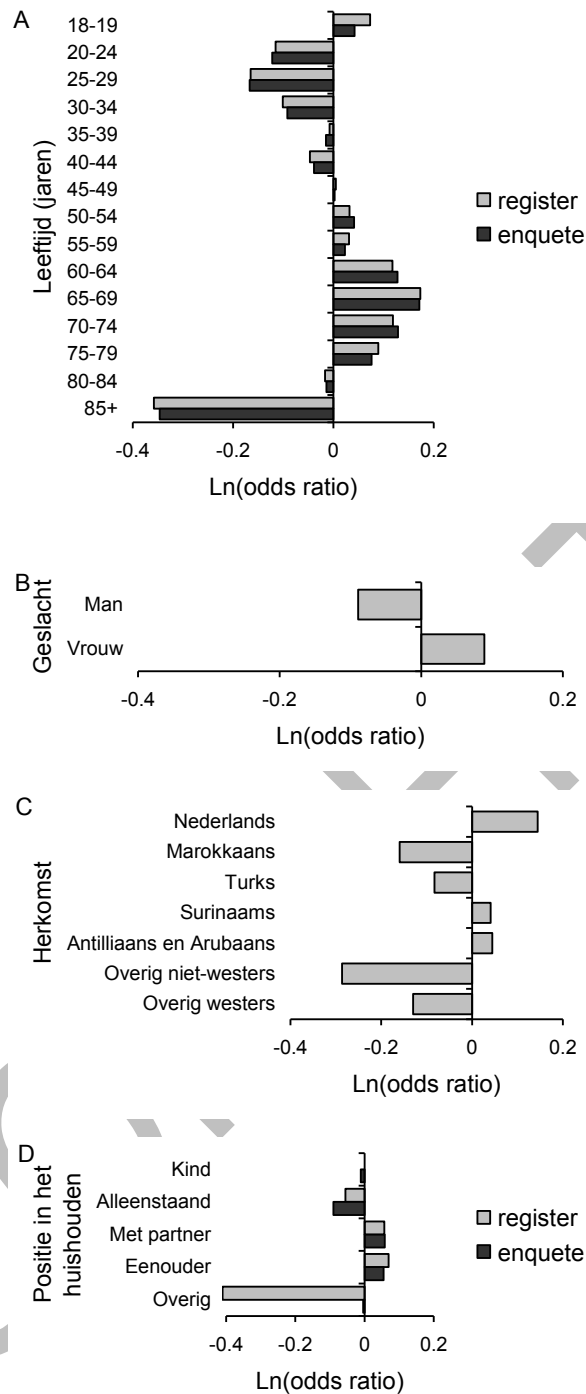 A
Leeftijd (jaren)
18-19
20-24
25-29
30-34
35-39
40-44
45-49
50-54
55-59
60-64
65-69
70-74
75-79
80-84
85+
register
enquete
-0.4 -0.2 0 0.2
Ln(odds ratio)
B
Geslacht
Man
Vrouw
-0.4 -0.2 0 0.2
Ln(odds ratio)
C
Herkomst
Nederlands
Marokkaans
Turks
Surinaams
Antilliaans en Arubaans
Overig niet-westers
Overig westers
-0.4 -0.2 0 0.2
Ln(odds ratio)
D
Positie in het
huishouden
Kind
Alleenstaand
Met partner
Eenouder
Overig
register
enquete
-0.4 -0.2 0 0.2
Ln(odds ratio)